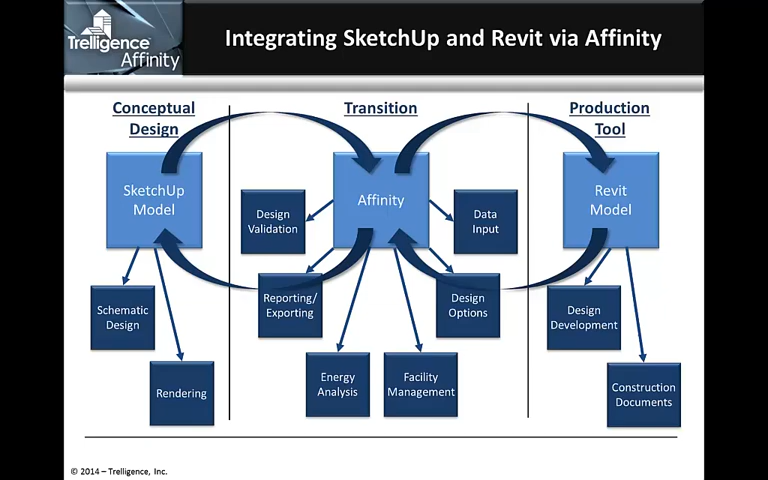 Trelligence™
Affinity
Integrating SketchUp and Revit via Affinity
Conceptual
Design
Transition
Production
Tool
SketchUp
Model
Affinity
Revit
Model
Design
Validation
Data
Input
Schematic
Design
Reporting/
Exporting
Design
Options
Design
Development
Rendering
Energy
Analysis
Facility
Management
Construction
Documents
© 2014 – Trelligence, Inc.